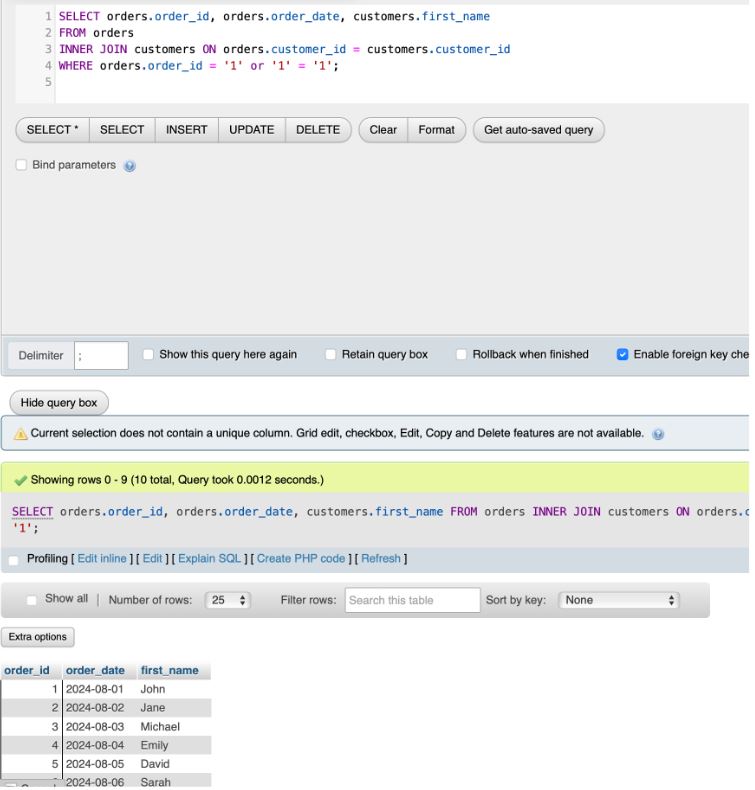 1 SELECT orders.order_id, orders.order_date, customers.first_name
2 FROM orders
3 INNER JOIN customers ON orders.customer_id = customers.customer_id
4 WHERE orders.order_id = '1' or '1' = '1';
5
SELECT * SELECT INSERT UPDATE DELETE Clear Format Get auto-saved query
Bind parameters
Delimiter ; Show this query here again Retain query box Rollback when finished Enable foreign key che
Hide query box
Current selection does not contain a unique column. Grid edit, checkbox, Edit, Copy and Delete features are not available.
Showing rows 0 - 9 (10 total, Query took 0.0012 seconds.)
SELECT orders.order_id, orders.order_date, customers.first_name FROM orders INNER JOIN customers ON orders.c
'1';
Profiling [ Edit inline ] [ Edit ] [ Explain SQL ] [ Create PHP code ] [ Refresh ]
Show all | Number of rows: 25 Filter rows: Search this table Sort by key: None
Extra options
order_id order_date first_name
1 2024-08-01 John
2 2024-08-02 Jane
3 2024-08-03 Michael
4 2024-08-04 Emily
5 2024-08-05 David
2024-08-06 Sarah